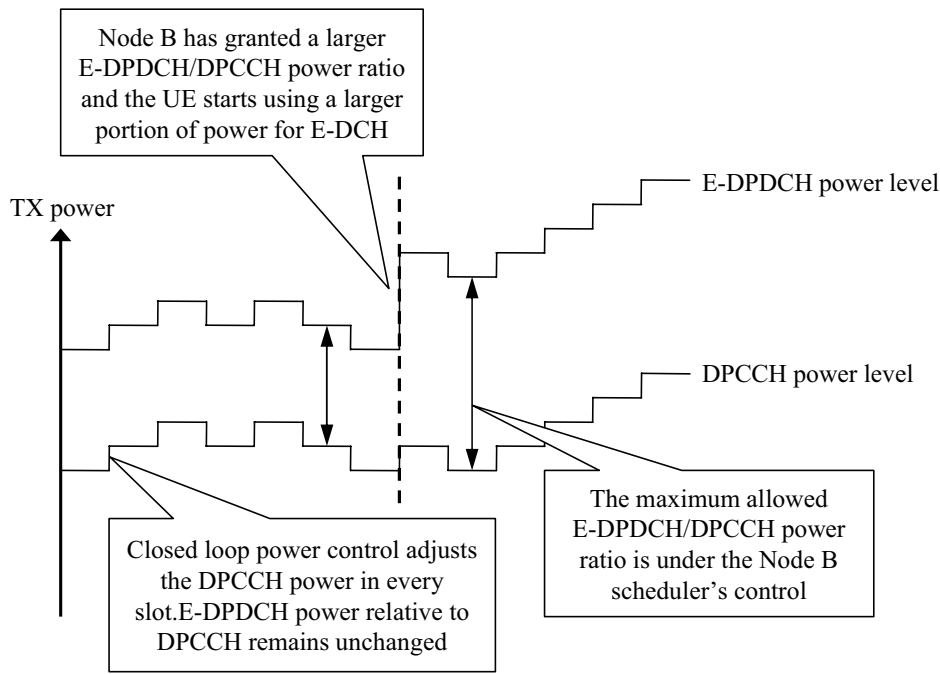 Node B has granted a larger
E-DPDCH/DPCCH power ratio
and the UE starts using a larger
portion of power for E-DCH
TX power
E-DPDCH power level
DPCCH power level
Closed loop power control adjusts
the DPCCH power in every
slot.E-DPDCH power relative to
DPCCH remains unchanged
The maximum allowed
E-DPDCH/DPCCH power
ratio is under the Node B
scheduler’s control